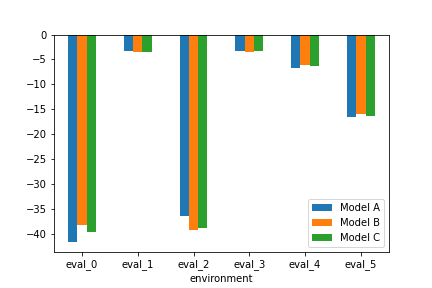 0
−5
−10
−15
−20
−25
−30
−35
−40
eval_0 eval_1 eval_2 eval_3 eval_4 eval_5
environment
Model A
Model B
Model C